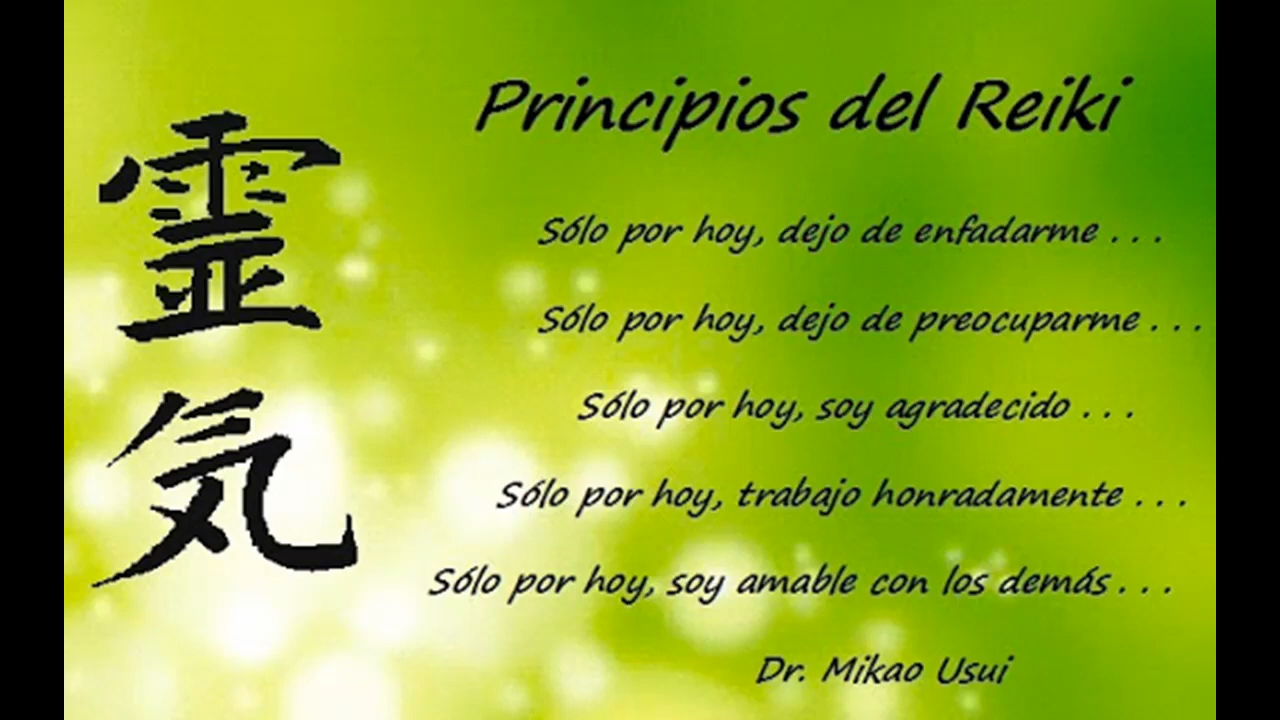 靈
気
Principios del Reiki
Sólo por hoy, dejo de enfadarme . . .
Sólo por hoy, dejo de preocuparme . . .
Sólo por hoy, soy agradecido . . .
Sólo por hoy, trabajo honradamente . . .
Sólo por hoy, soy amable con los demás . . .
Dr. Mikao Usui